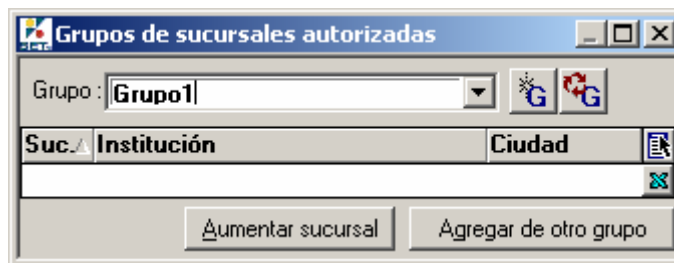 Grupos de sucursales autorizadas
Grupo : Grupo1
G G
Suc. Institución Ciudad
Aumentar sucursal Agregar de otro grupo